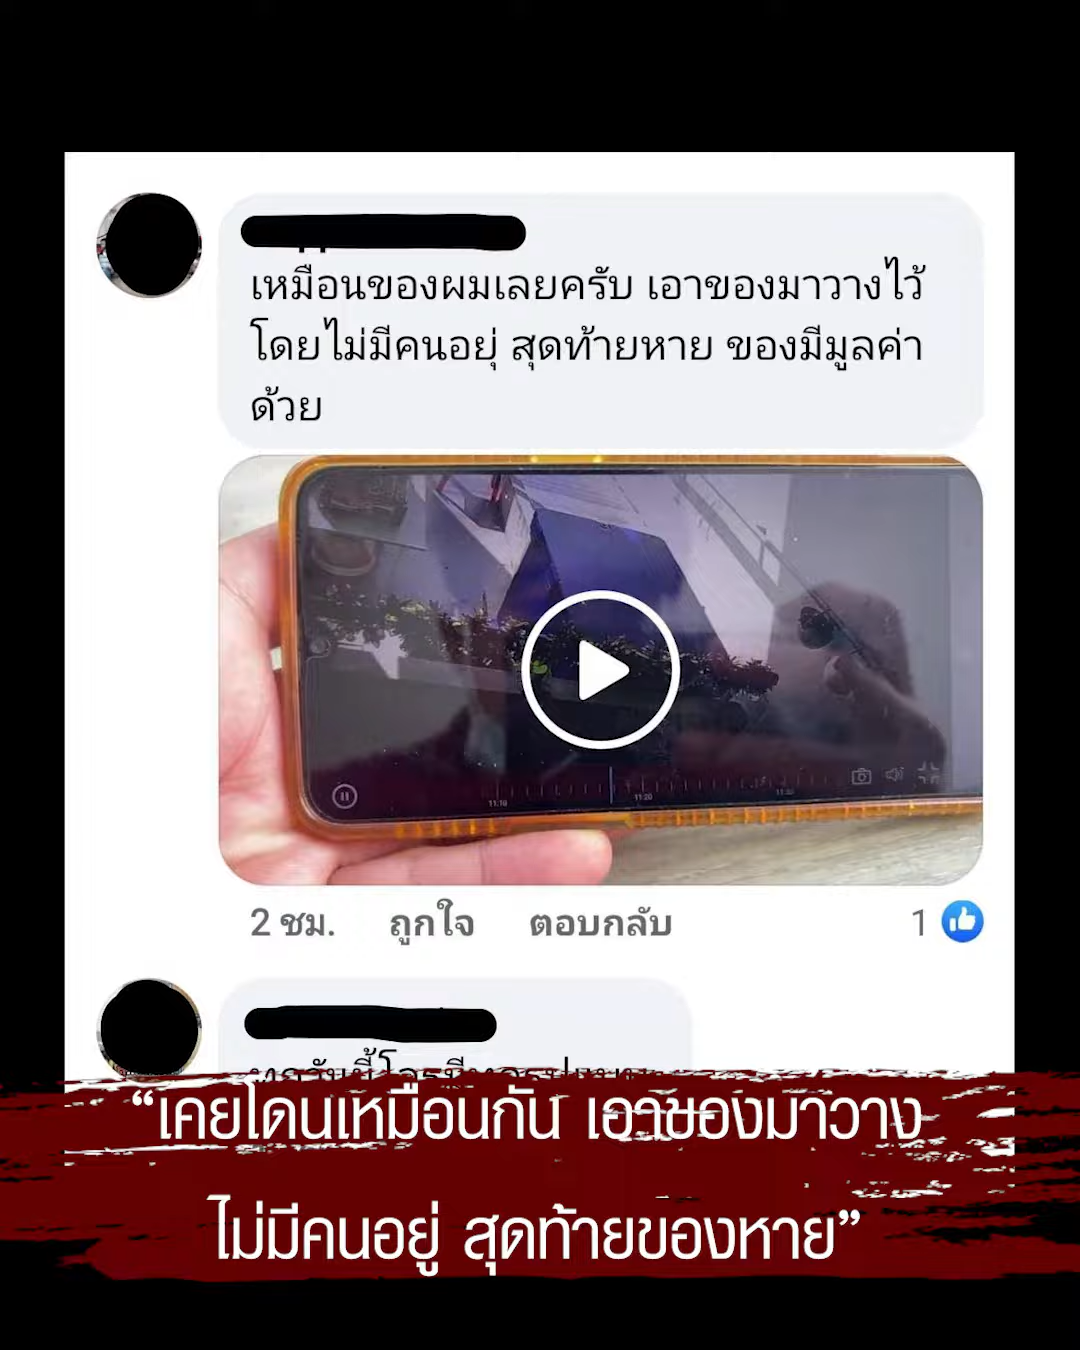 เหมือนของผมเลยครับ เอาของมาวางไว้
โดยไม่มีคนอยุ่ สุดท้ายหาย ของมีมูลค่า
ด้วย
11:10
11:20
2 ชม.
ถูกใจ
ตอบกลับ
1
“เคยโดนเหมือนกัน เอาของมาวาง
ไม่มีคนอยู่ สุดท้ายของหาย”